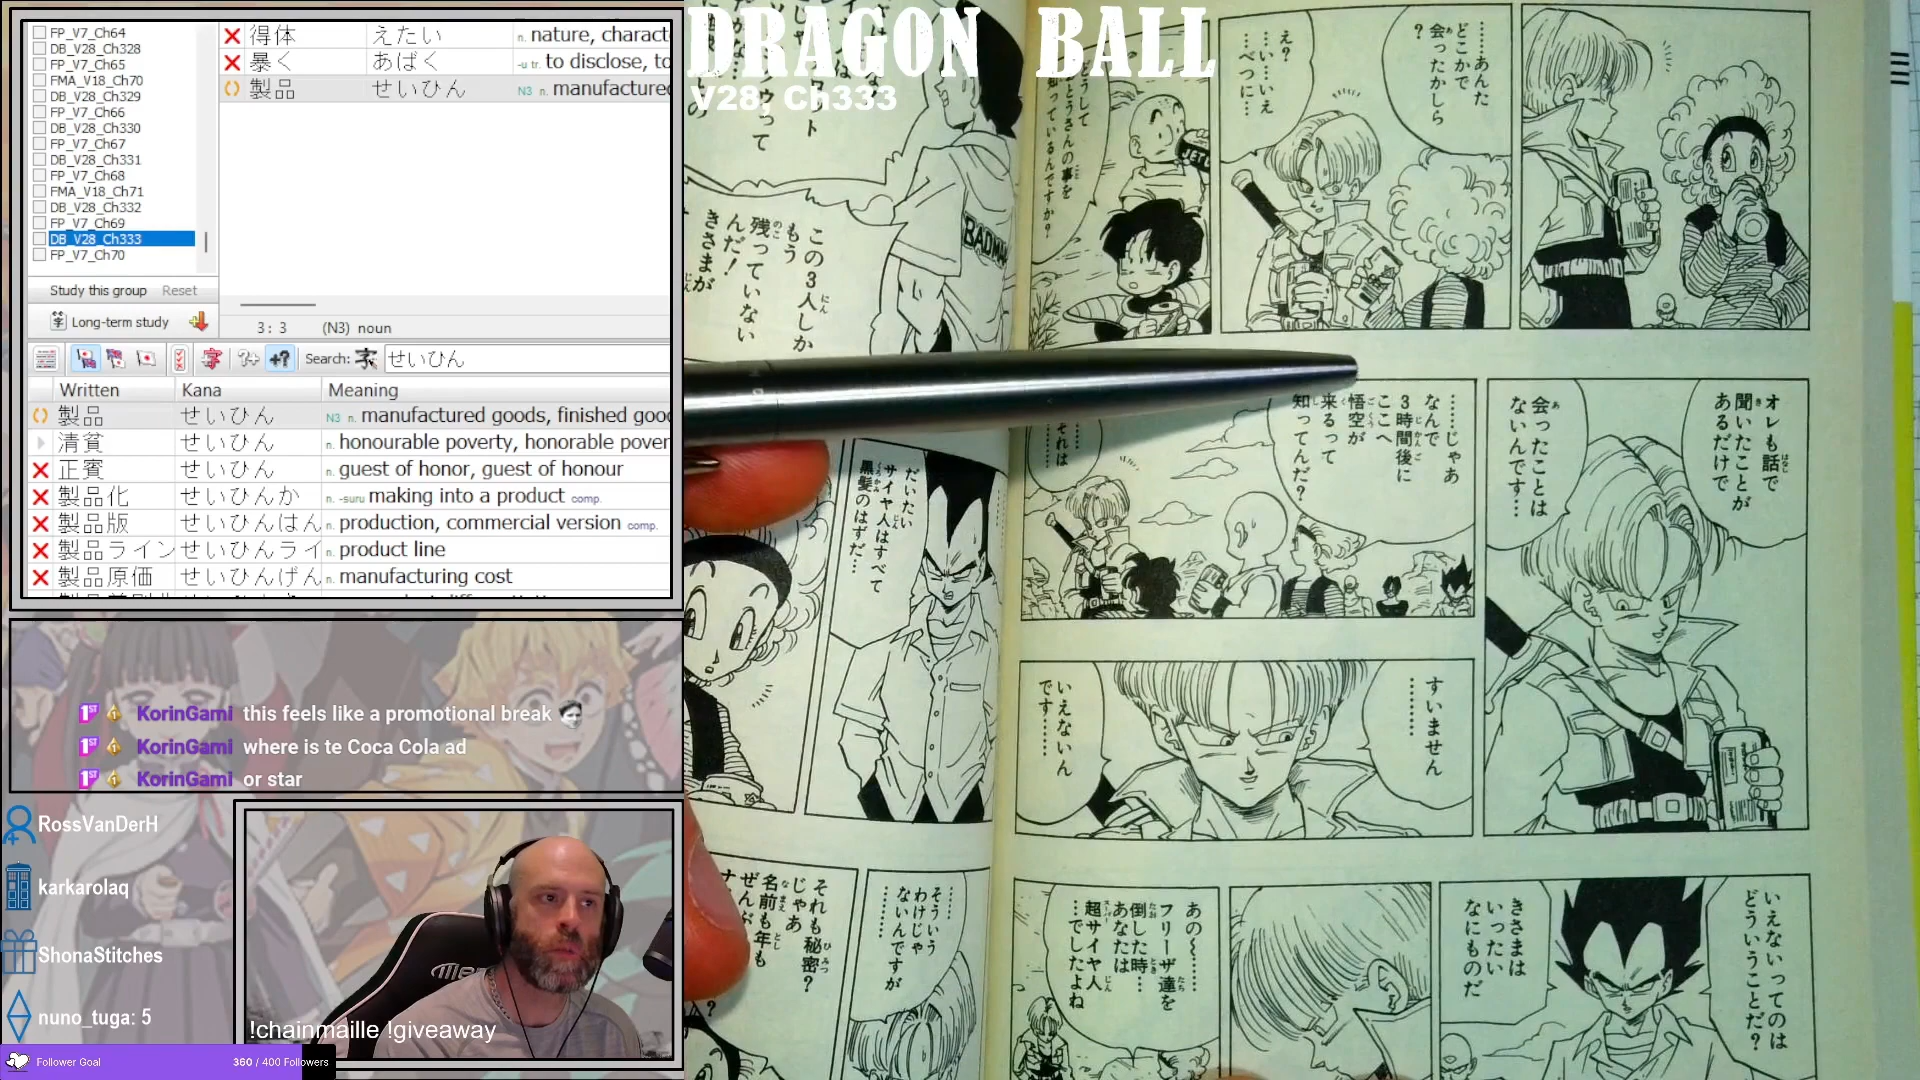 FP_V7_Ch64
DB_V28_Ch328
FP_V7_Ch65
FMA_V18_Ch70
DB_V28_Ch329
FP_V7_Ch66
DB_V28_Ch330
FP_V7_Ch67
DB_V28_Ch331
FP_V7_Ch68
FMA_V18_Ch71
DB_V28_Ch332
FP_V7_Ch69
DB_V28_Ch333
FP_V7_Ch70
Study this group Reset
Long-term study
得体 えたい n. nature, charact
暴く あばく -u tr. to disclose, to
製品 せいひん N3 n. manufactured
3: 3 (N3) noun
Search: せいひん
Written Kana Meaning
製品 せいひん N3 n. manufactured goods, finished good
清貧 せいひん n. honourable poverty, honorable pover
正賓 せいひん n. guest of honor, guest of honour
製品化 せいひんか n. -suru making into a product comp.
製品版 せいひんはん n. production, commercial version comp.
製品ライン せいひんライ n. product line
製品原価 せいひんげん n. manufacturing cost
KorinGami this feels like a promotional break
KorinGami where is te Coca Cola ad
KorinGami or star
RossVanDerH
karkarolaq
ShonaStitches
nuno_tuga: 5
!chainmaille !giveaway
Follower Goal 360 / 400 Followers
DRAGON BALL
V28, Ch333
……あんた
どこかで
会ったかしら
?
え?
…い…いえ
…べつに…
どうして
とうさんの事を
知っているんですか?
オレも話で
聞いたことが
あるだけで
会ったことは
ないんです…
……じゃあ
なんで
3時間後に
ここへ
悟空が
来るって
知ってんだ?
……それは
すいません
………
いえないん
です……
いえないってのは
どういうことだ?
きさまは
いったい
なにものだ
あの~……
フリーザ達を
倒した時…
あなたは
超サイヤ人
…でしたよね
この3人しか
もう
残っていない
んだ!
きさまが
BADMA
だいたい
サイヤ人はすべて
黒髪のはずだ…
……
そういう
わけじゃ
ないんですが
……
それも秘密?
じゃあ
名前も年も
ぜんぶ